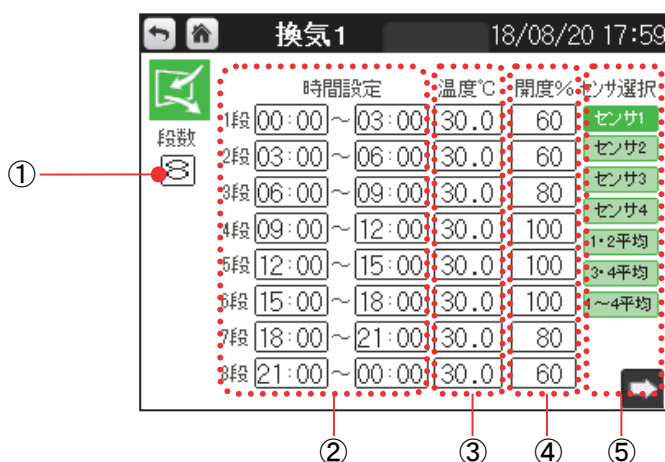 換気1 18/08/20 17:59
時間設定 温度℃ 開度% センサ選択
段数
8
1段 00:00 ~ 03:00 30.0 60 センサ1
2段 03:00 ~ 06:00 30.0 60 センサ2
3段 06:00 ~ 09:00 30.0 80 センサ3
4段 09:00 ~ 12:00 30.0 100 センサ4
5段 12:00 ~ 15:00 30.0 100 1・2平均
6段 15:00 ~ 18:00 30.0 100 3・4平均
7段 18:00 ~ 21:00 30.0 80 1~4平均
8段 21:00 ~ 00:00 30.0 60
①
② ③ ④ ⑤